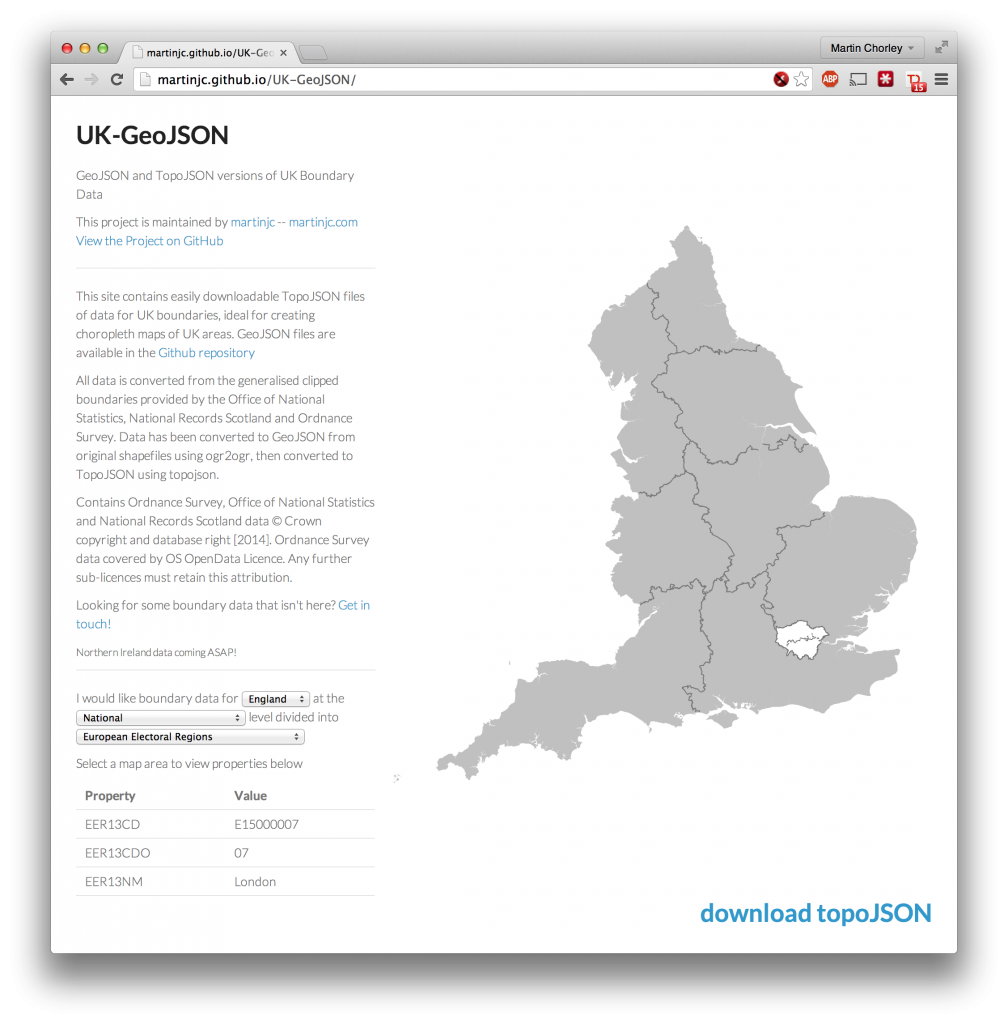 martinjc.github.io/UK-Geo
Martin Chorley
martinjc.github.io/UK-GeoJSON/
ABP
15
UK-GeoJSON
GeoJSON and TopoJSON versions of UK Boundary
Data
This project is maintained by martinjc -- martinjc.com
View the Project on GitHub
This site contains easily downloadable TopoJSON files
of data for UK boundaries, ideal for creating
choropleth maps of UK areas. GeoJSON files are
available in the Github repository
All data is converted from the generalised clipped
boundaries provided by the Office of National
Statistics, National Records Scotland and Ordnance
Survey. Data has been converted to GeoJSON from
original shapefiles using ogr2ogr, then converted to
TopoJSON using topojson.
Contains Ordnance Survey, Office of National Statistics
and National Records Scotland data © Crown
copyright and database right [2014]. Ordnance Survey
data covered by OS OpenData Licence. Any further
sub-licences must retain this attribution.
Looking for some boundary data that isn't here? Get in
touch!
Northern Ireland data coming ASAP!
I would like boundary data for England at the
National level divided into
European Electoral Regions
Select a map area to view properties below
Property Value
EER13CD E15000007
EER13CDO 07
EER13NM London
download topoJSON